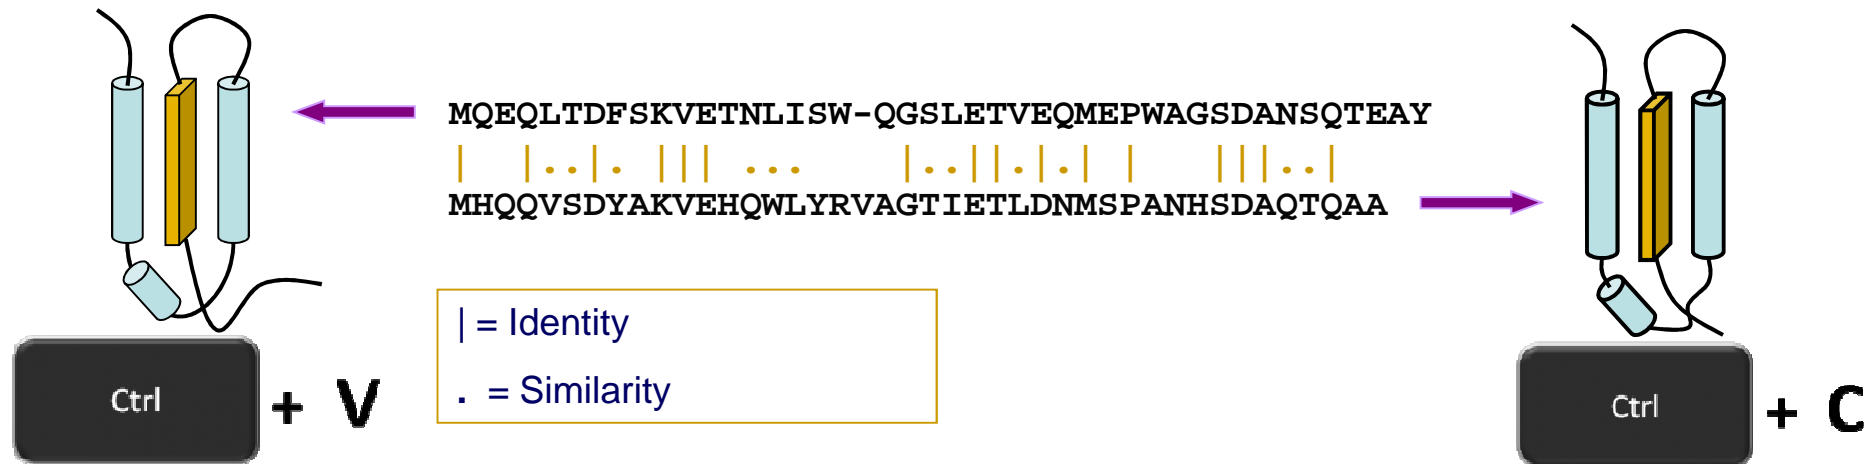 MQEQLTDFSKVETNLISW-QGSLETVEQMEPWAGSDANSQTEAY
|  |..|. ||| ...    |..||.|.| |   |||..|
MHQQVSDYAKVEHQWLYRVAGTIETLDNMSPANHSDAQTQAA
| = Identity
. = Similarity
Ctrl + V
Ctrl + C